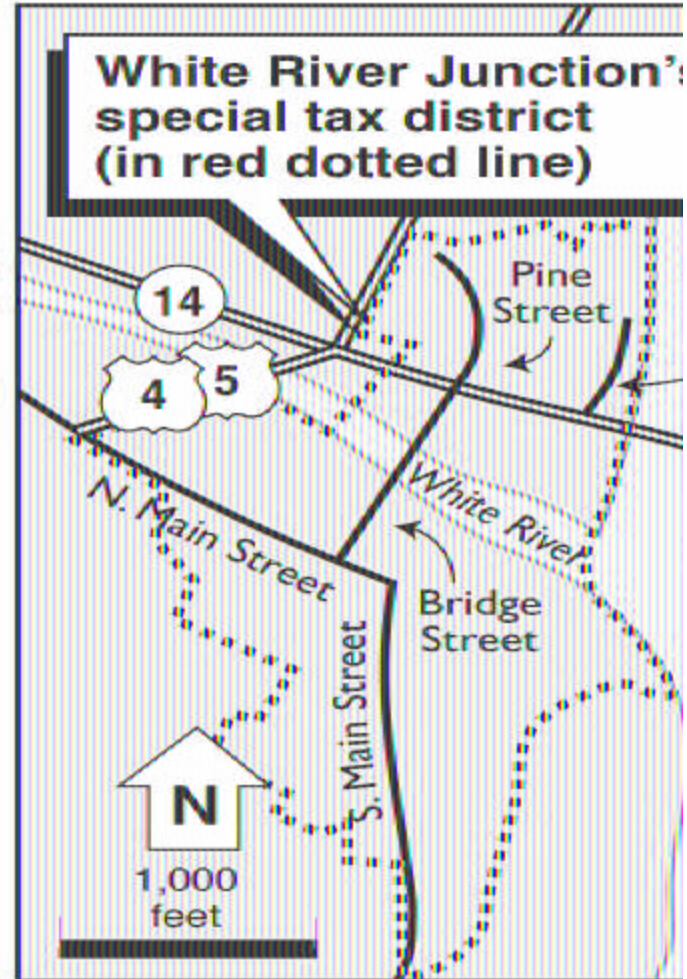 White River Junction's
special tax district
(in red dotted line)
14
Pine
Street
4
5
N. Main Street
White River
Bridge
Street
S. Main Street
N
1,000
feet